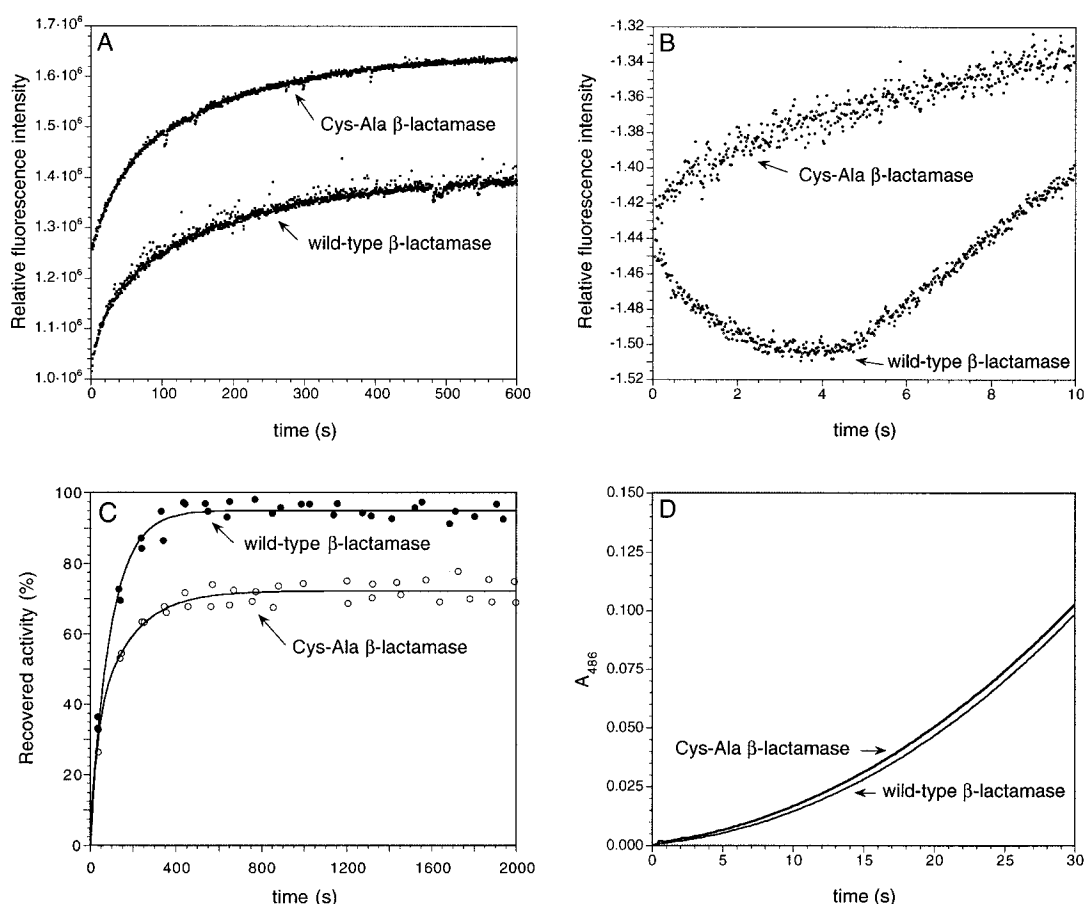 A
Relative fluorescence intensity
1.7·10⁶
1.6·10⁶
1.5·10⁶
1.4·10⁶
1.3·10⁶
1.2·10⁶
1.1·10⁶
1.0·10⁶
Cys-Ala β-lactamase
wild-type β-lactamase
0 100 200 300 400 500 600
time (s)
B
Relative fluorescence intensity
-1.32
-1.34
-1.36
-1.38
-1.40
-1.42
-1.44
-1.46
-1.48
-1.50
-1.52
Cys-Ala β-lactamase
wild-type β-lactamase
0 2 4 6 8 10
time (s)
C
Recovered activity (%)
100
80
60
40
20
0
wild-type β-lactamase
Cys-Ala β-lactamase
0 400 800 1200 1600 2000
time (s)
D
A₄₈₆
0.150
0.125
0.100
0.075
0.050
0.025
0.000
Cys-Ala β-lactamase
wild-type β-lactamase
0 5 10 15 20 25 30
time (s)